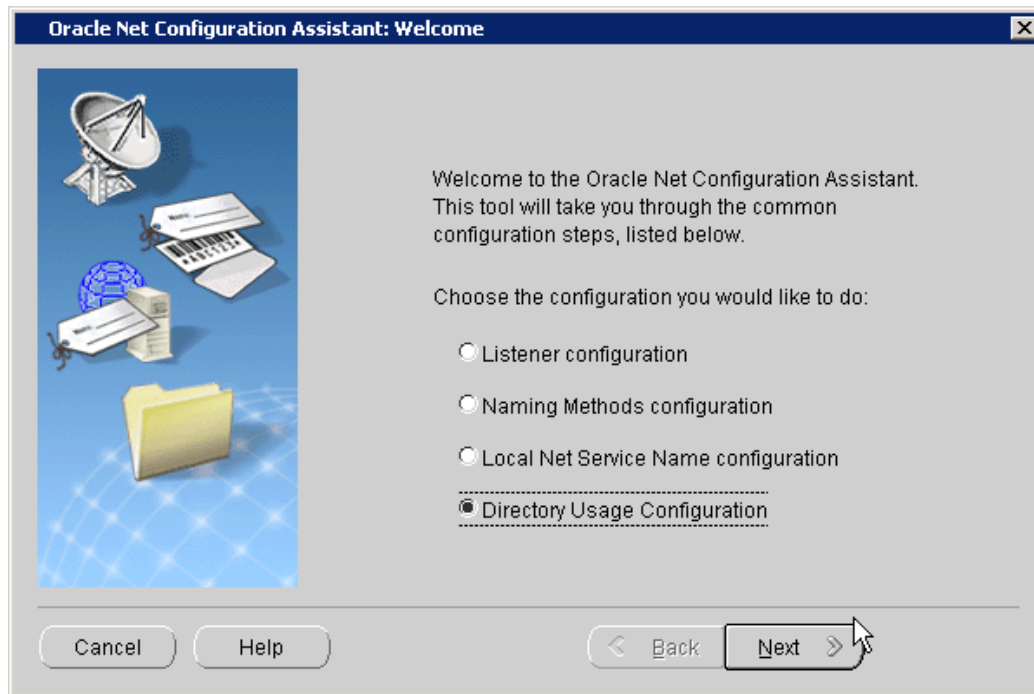 Oracle Net Configuration Assistant: Welcome
Welcome to the Oracle Net Configuration Assistant.
This tool will take you through the common
configuration steps, listed below.
Choose the configuration you would like to do:
Listener configuration
Naming Methods configuration
Local Net Service Name configuration
Directory Usage Configuration
Cancel
Help
Back
Next